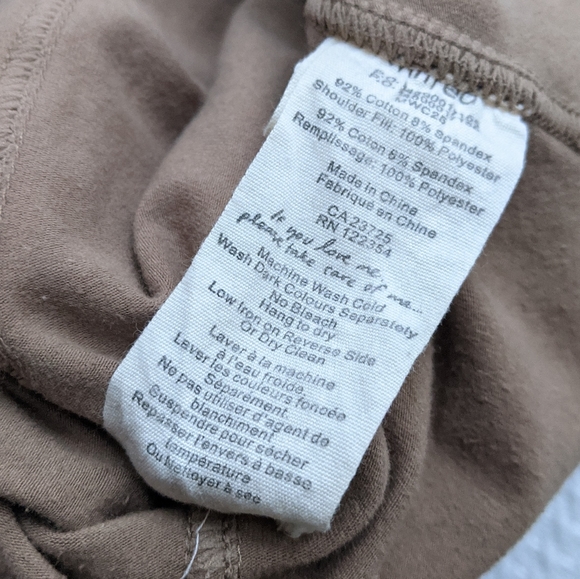 92% Cotton 8% Spandex
Shoulder Fill: 100% Polyester
92% Coton 8% Spandex
Remplissage: 100% Polyester
Made in China
Fabriqué en Chine
CA 23725
RN 122354
If you love me,
please take care of me...
Machine Wash Cold
Wash Dark Colours Separately
No Bleach
Hang to dry
Low Iron on Reverse Side
Or Dry Clean
Laver à la machine
à l'eau froide,
Laver les couleurs foncée
Séparément
Ne pas utiliser d'agent de
blanchiment
Suspendre pour sécher
Repasser l'envers à basse
température
Ou Nettoyer à sec